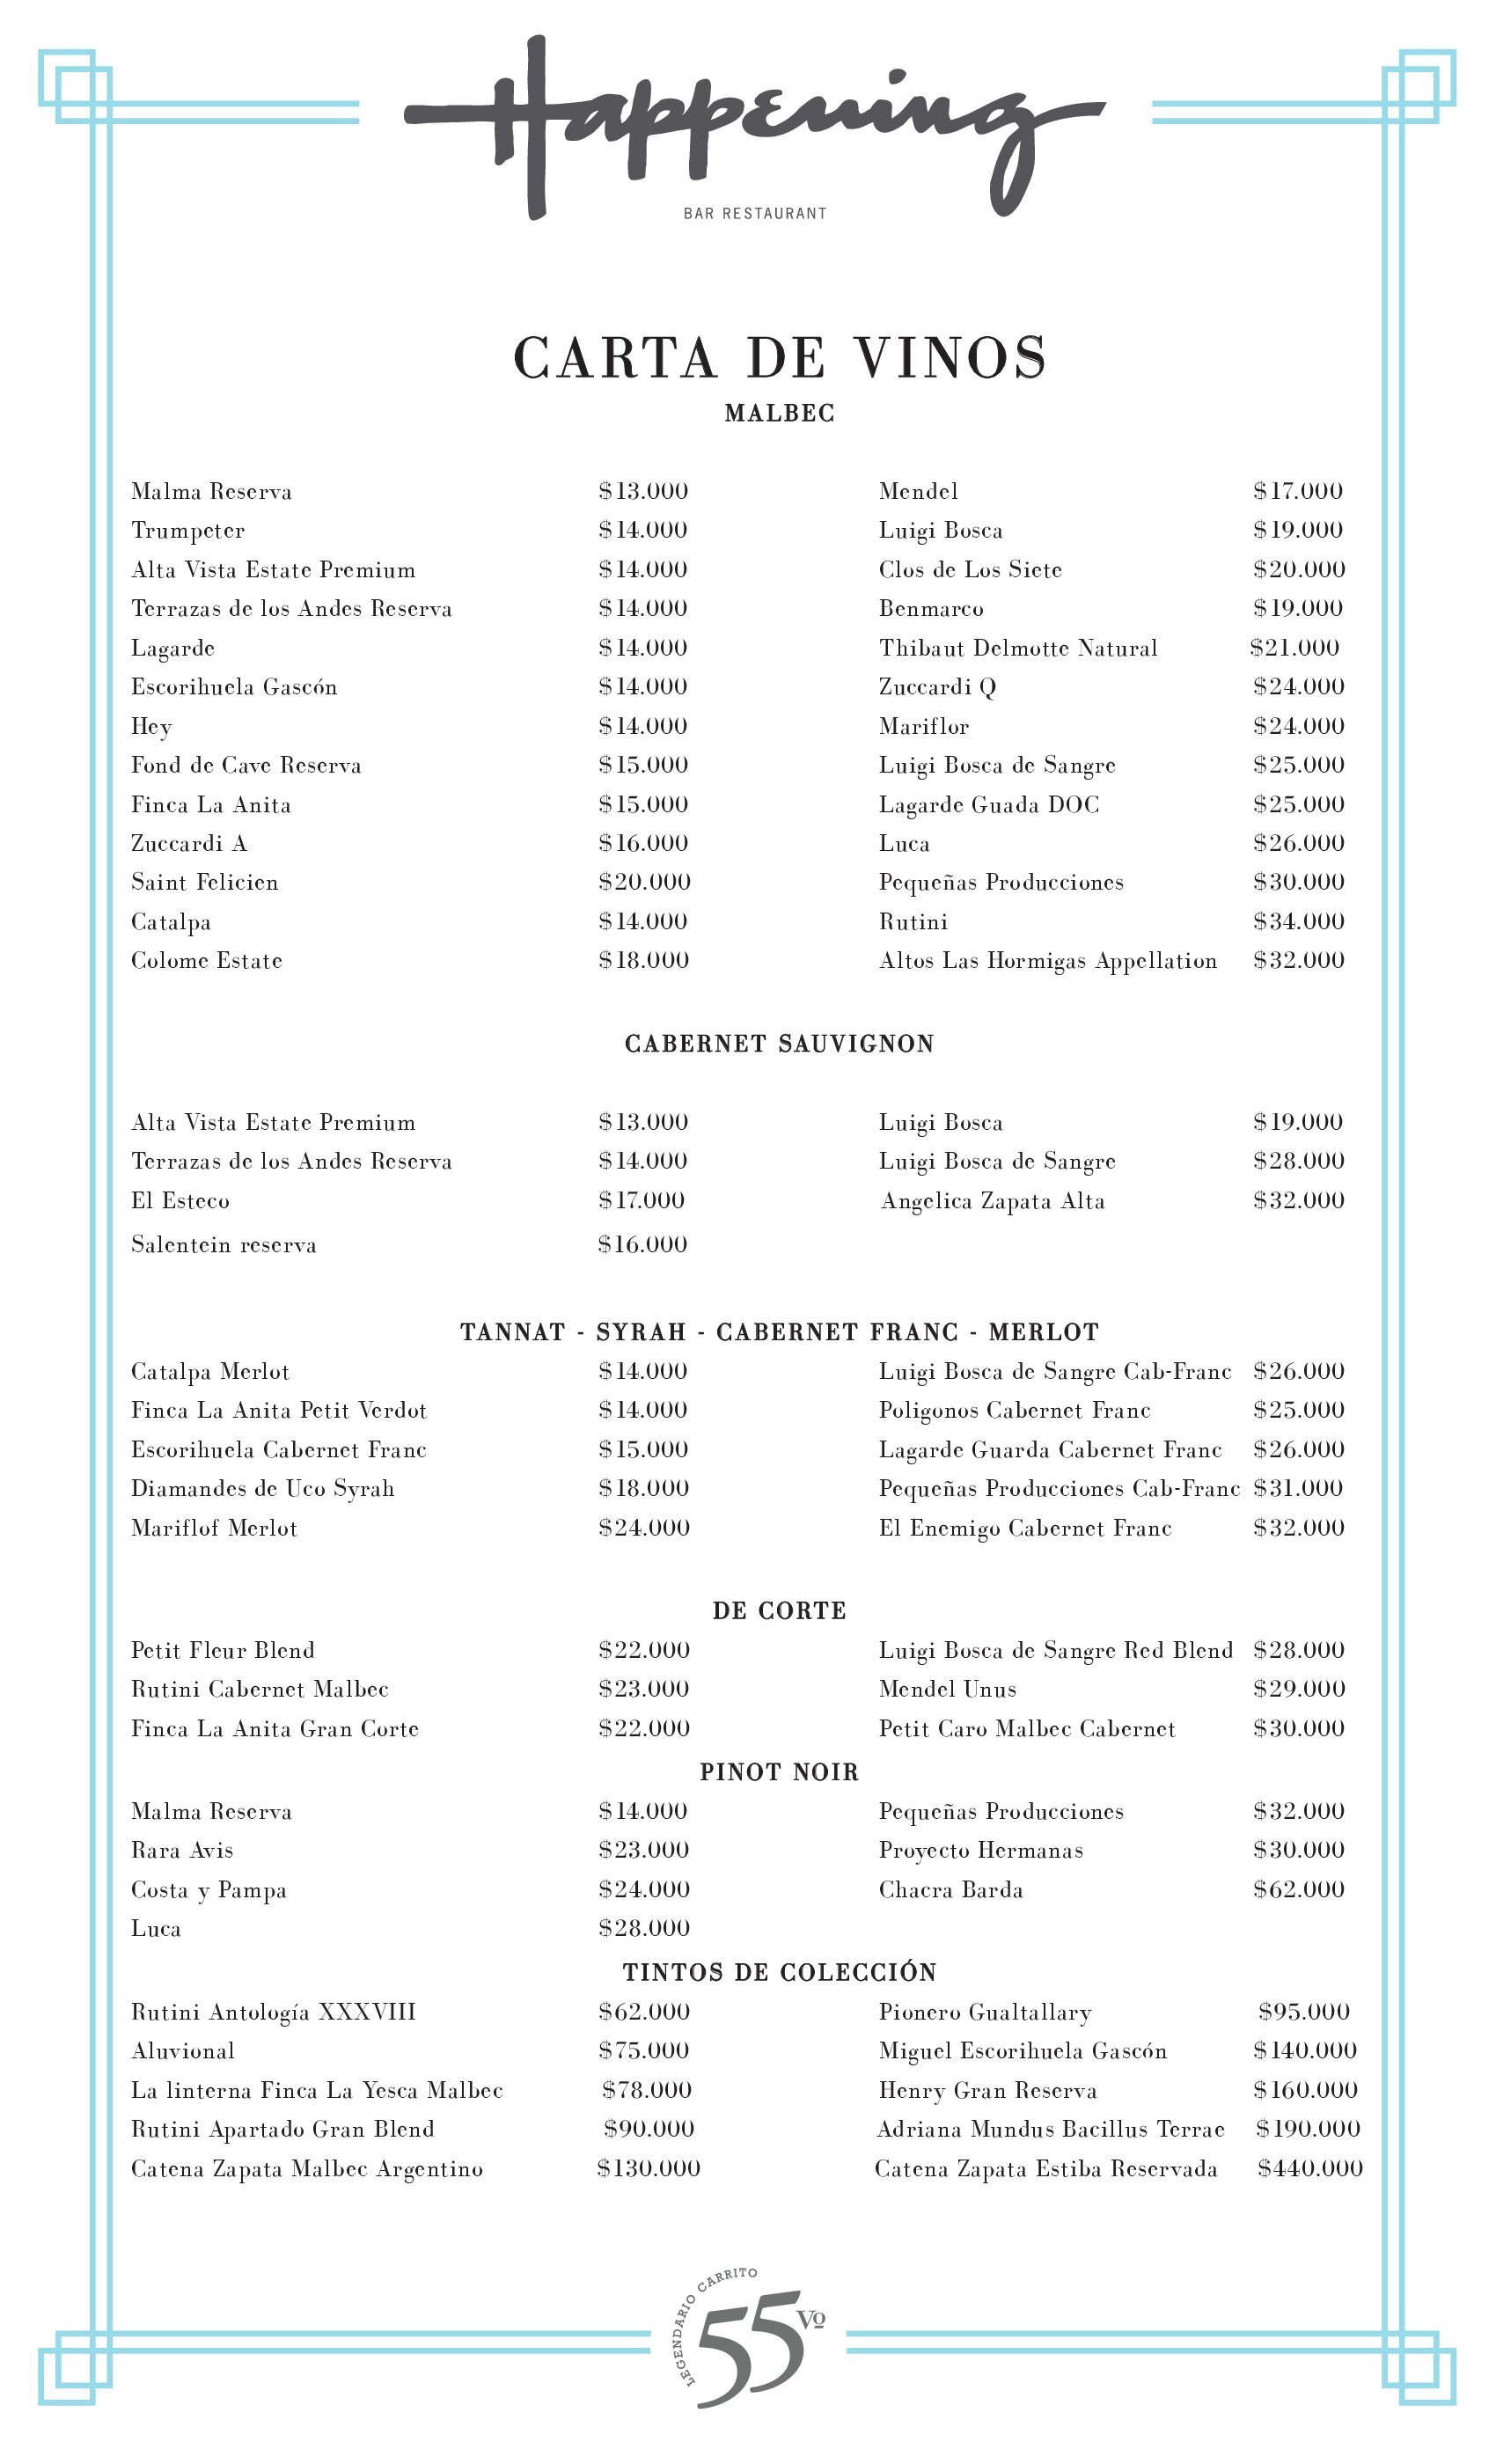 Happening
BAR RESTAURANT
CARTA DE VINOS
MALBEC
Malma Reserva $13.000 Mendel $17.000
Trumpeter $14.000 Luigi Bosca $19.000
Alta Vista Estate Premium $14.000 Clos de Los Siete $20.000
Terrazas de los Andes Reserva $14.000 Benmarco $19.000
Lagarde $14.000 Thibaut Delmotte Natural $21.000
Escorihuela Gascón $14.000 Zuccardi Q $24.000
Hey $14.000 Mariflor $24.000
Fond de Cave Reserva $15.000 Luigi Bosca de Sangre $25.000
Finca La Anita $15.000 Lagarde Guada DOC $25.000
Zuccardi A $16.000 Luca $26.000
Saint Felicien $20.000 Pequeñas Producciones $30.000
Catalpa $14.000 Rutini $34.000
Colome Estate $18.000 Altos Las Hormigas Appellation $32.000
CABERNET SAUVIGNON
Alta Vista Estate Premium $13.000 Luigi Bosca $19.000
Terrazas de los Andes Reserva $14.000 Luigi Bosca de Sangre $28.000
El Esteco $17.000 Angelica Zapata Alta $32.000
Salentein reserva $16.000
TANNAT - SYRAH - CABERNET FRANC - MERLOT
Catalpa Merlot $14.000 Luigi Bosca de Sangre Cab-Franc $26.000
Finca La Anita Petit Verdot $14.000 Poligonos Cabernet Franc $25.000
Escorihuela Cabernet Franc $15.000 Lagarde Guarda Cabernet Franc $26.000
Diamandes de Uco Syrah $18.000 Pequeñas Producciones Cab-Franc $31.000
Mariflof Merlot $24.000 El Enemigo Cabernet Franc $32.000
DE CORTE
Petit Fleur Blend $22.000 Luigi Bosca de Sangre Red Blend $28.000
Rutini Cabernet Malbec $23.000 Mendel Unus $29.000
Finca La Anita Gran Corte $22.000 Petit Caro Malbec Cabernet $30.000
PINOT NOIR
Malma Reserva $14.000 Pequeñas Producciones $32.000
Rara Avis $23.000 Proyecto Hermanas $30.000
Costa y Pampa $24.000 Chacra Barda $62.000
Luca $28.000
TINTOS DE COLECCIÓN
Rutini Antología XXXVIII $62.000 Pionero Gualtallary $95.000
Aluvional $75.000 Miguel Escorihuela Gascón $140.000
La linterna Finca La Yesca Malbec $78.000 Henry Gran Reserva $160.000
Rutini Apartado Gran Blend $90.000 Adriana Mundus Bacillus Terrae $190.000
Catena Zapata Malbec Argentino $130.000 Catena Zapata Estiba Reservada $440.000
LEGENDARIO CARRITO
55 Vº